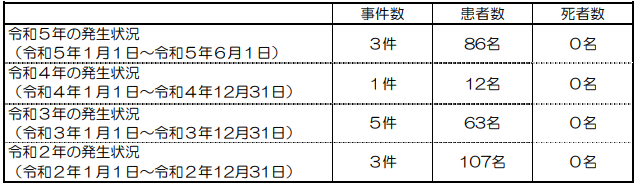 事件数 患者数 死者数
令和５年の発生状況
（令和５年１月１日～令和５年６月１日） ３件 86名 ０名
令和４年の発生状況
（令和４年１月１日～令和４年12月31日） １件 12名 ０名
令和３年の発生状況
（令和３年１月１日～令和３年12月31日） ５件 63名 ０名
令和２年の発生状況
（令和２年１月１日～令和２年12月31日） ３件 107名 ０名